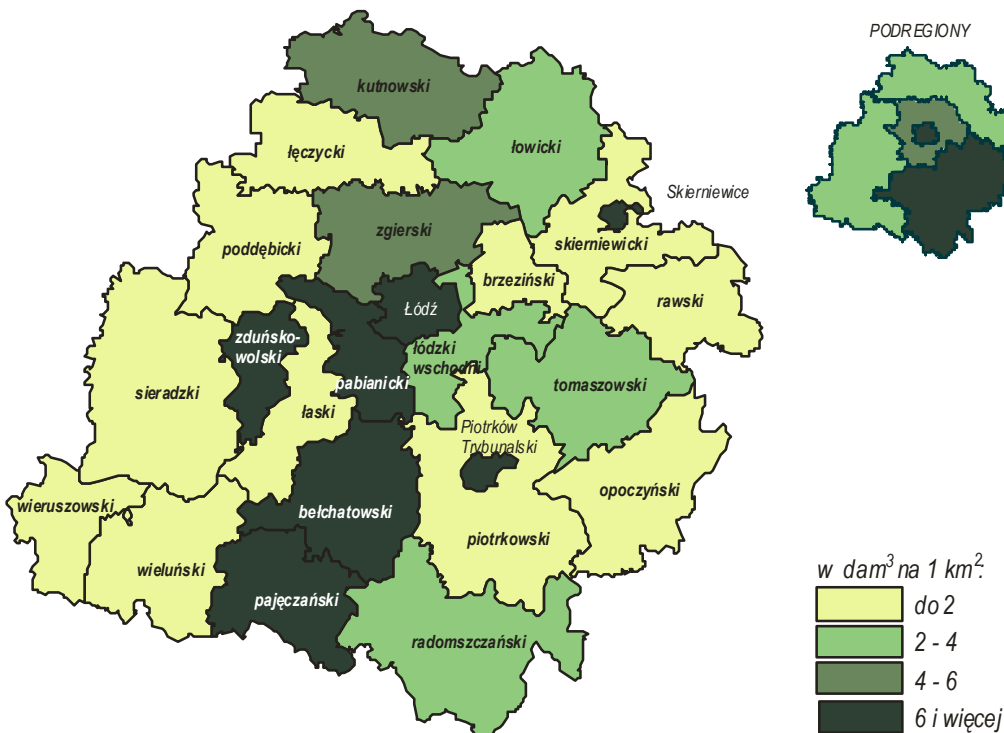 PODREGIONY
kutnowski
łęczycki
łowicki
Skierniewice
zgierski
poddębicki
skierniewicki
brzeziński
rawski
Łódź
zduńsko-
wolski
łódzki
wschodni
pabianicki
tomaszowski
sieradzki
łaski
Piotrków
Trybunalski
opoczyński
wieruszowski
bełchatowski
piotrkowski
wieluński
pajęczański
radomszczański
w dam³ na 1 km²:
do 2
2 - 4
4 - 6
6 i więcej